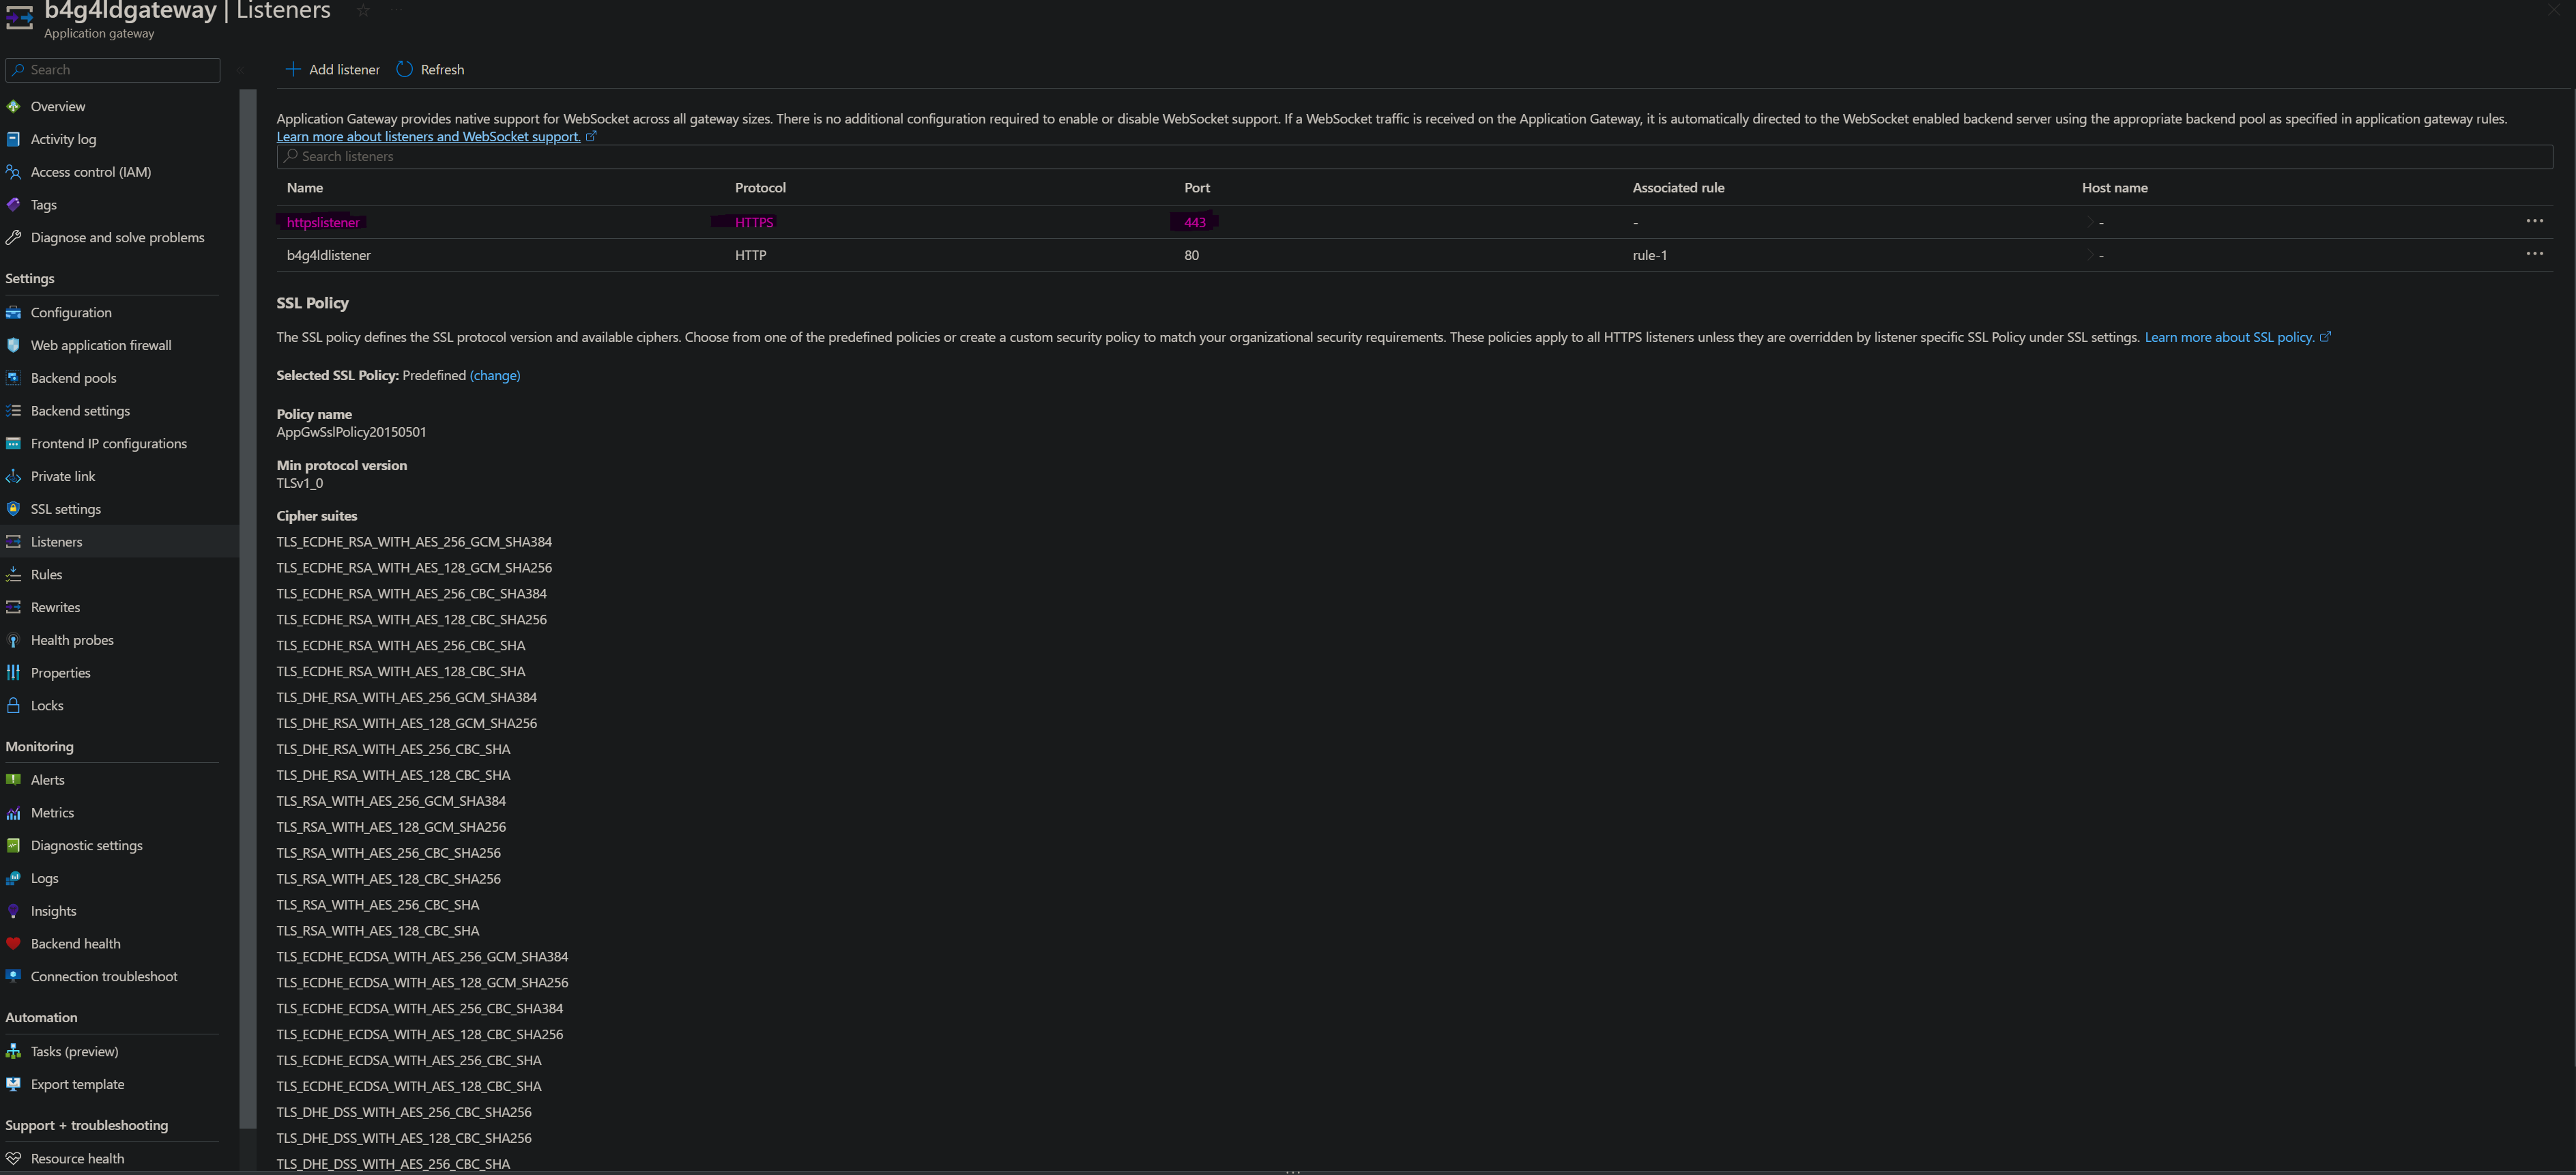 b4g4ldgateway | Listeners
Application gateway
Search
Overview
Activity log
Access control (IAM)
Tags
Diagnose and solve problems
Settings
Configuration
Web application firewall
Backend pools
Backend settings
Frontend IP configurations
Private link
SSL settings
Listeners
Rules
Rewrites
Health probes
Properties
Locks
Monitoring
Alerts
Metrics
Diagnostic settings
Logs
Insights
Backend health
Connection troubleshoot
Automation
Tasks (preview)
Export template
Support + troubleshooting
Resource health
Add listener Refresh
Application Gateway provides native support for WebSocket across all gateway sizes. There is no additional configuration required to enable or disable WebSocket support. If a WebSocket traffic is received on the Application Gateway, it is automatically directed to the WebSocket enabled backend server using the appropriate backend pool as specified in application gateway rules.
Learn more about listeners and WebSocket support.
Search listeners
Name Protocol Port Associated rule Host name
httpslistener HTTPS 443 - -
b4g4ldlistener HTTP 80 rule-1 -
SSL Policy
The SSL policy defines the SSL protocol version and available ciphers. Choose from one of the predefined policies or create a custom security policy to match your organizational security requirements. These policies apply to all HTTPS listeners unless they are overridden by listener specific SSL Policy under SSL settings. Learn more about SSL policy.
Selected SSL Policy: Predefined (change)
Policy name
AppGwSslPolicy20150501
Min protocol version
TLSv1_0
Cipher suites
TLS_ECDHE_RSA_WITH_AES_256_GCM_SHA384
TLS_ECDHE_RSA_WITH_AES_128_GCM_SHA256
TLS_ECDHE_RSA_WITH_AES_256_CBC_SHA384
TLS_ECDHE_RSA_WITH_AES_128_CBC_SHA256
TLS_ECDHE_RSA_WITH_AES_256_CBC_SHA
TLS_ECDHE_RSA_WITH_AES_128_CBC_SHA
TLS_DHE_RSA_WITH_AES_256_GCM_SHA384
TLS_DHE_RSA_WITH_AES_128_GCM_SHA256
TLS_DHE_RSA_WITH_AES_256_CBC_SHA
TLS_DHE_RSA_WITH_AES_128_CBC_SHA
TLS_RSA_WITH_AES_256_GCM_SHA384
TLS_RSA_WITH_AES_128_GCM_SHA256
TLS_RSA_WITH_AES_256_CBC_SHA256
TLS_RSA_WITH_AES_128_CBC_SHA256
TLS_RSA_WITH_AES_256_CBC_SHA
TLS_RSA_WITH_AES_128_CBC_SHA
TLS_ECDHE_ECDSA_WITH_AES_256_GCM_SHA384
TLS_ECDHE_ECDSA_WITH_AES_128_GCM_SHA256
TLS_ECDHE_ECDSA_WITH_AES_256_CBC_SHA384
TLS_ECDHE_ECDSA_WITH_AES_128_CBC_SHA256
TLS_ECDHE_ECDSA_WITH_AES_256_CBC_SHA
TLS_ECDHE_ECDSA_WITH_AES_128_CBC_SHA
TLS_DHE_DSS_WITH_AES_256_CBC_SHA256
TLS_DHE_DSS_WITH_AES_128_CBC_SHA256
TLS_DHE_DSS_WITH_AES_256_CBC_SHA